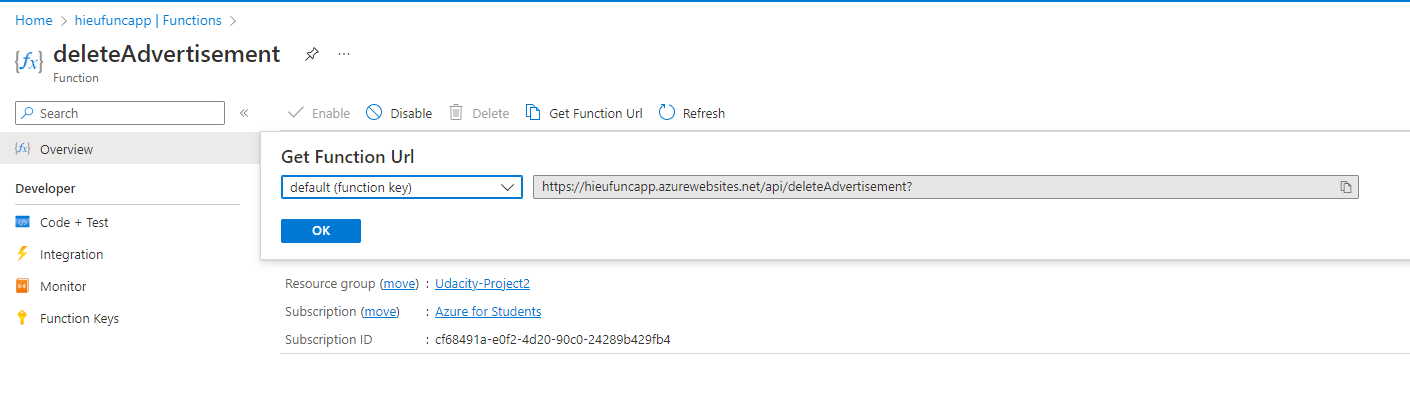 Home > hieufuncapp | Functions >
{fx} deleteAdvertisement ...
Function
Search «
Enable Disable Delete Get Function Url Refresh
{fx} Overview
Get Function Url
default (function key) https://hieufuncapp.azurewebsites.net/api/deleteAdvertisement?
OK
Developer
Code + Test
Integration
Monitor
Function Keys
Resource group (move) : Udacity-Project2
Subscription (move) : Azure for Students
Subscription ID : cf68491a-e0f2-4d20-90c0-24289b429fb4